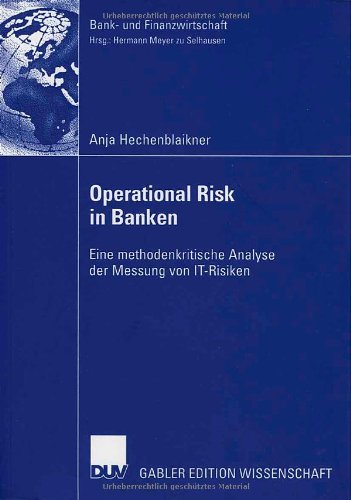 Urheberrechtlich geschütztes Material
Bank- und Finanzwirtschaft
Hrsg.: Hermann Meyer zu Selhausen
Anja Hechenblaikner
Operational Risk
in Banken
Eine methodenkritische Analyse
der Messung von IT-Risiken
DUV
GABLER EDITION WISSENSCHAFT
Urheberrechtlich geschütztes Material